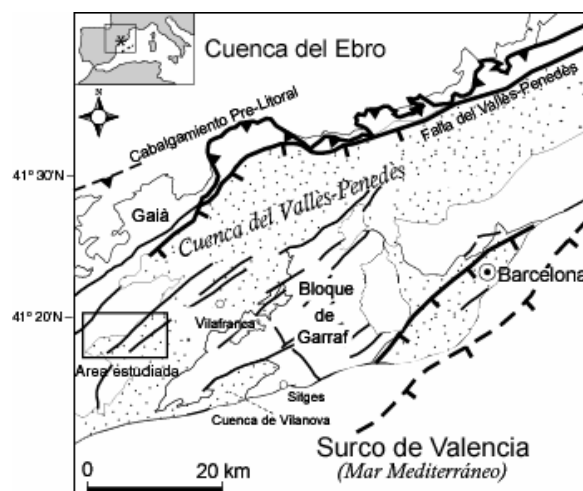 Cuenca del Ebro
N
Cabalgamiento Pre-Litoral
Falla del Vallès-Penedès
41° 30'N
Gaià
Cuenca del Vallès-Penedès
Barcelona
Bloque
de
Garraf
41° 20'N
Vilafranca
Area estudiada
Sitges
Cuenca de Vilanova
Surco de Valencia
(Mar Mediterráneo)
0
20 km